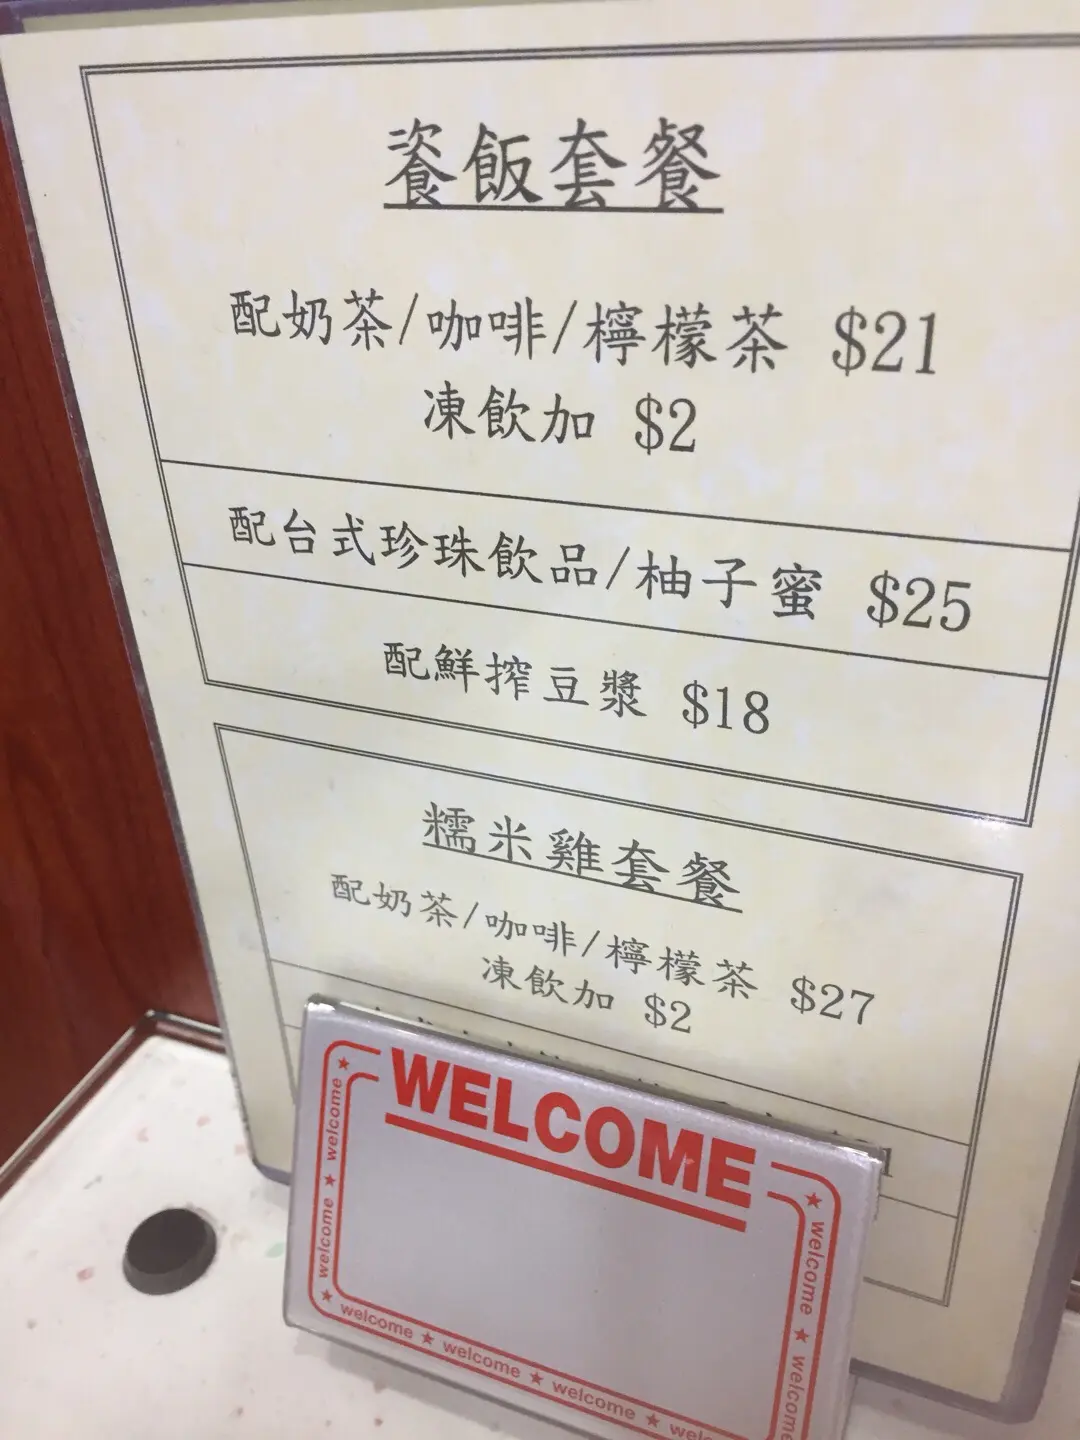 餈飯套餐
配奶茶/咖啡/檸檬茶 $21
凍飲加 $2
配台式珍珠飲品/柚子蜜 $25
配鮮搾豆漿 $18
糯米雞套餐
配奶茶/咖啡/檸檬茶 $27
凍飲加 $2
WELCOME
welcome ★ welcome ★
welcome ★ welcome ★ welcome ★
★ welcome ★ welcome